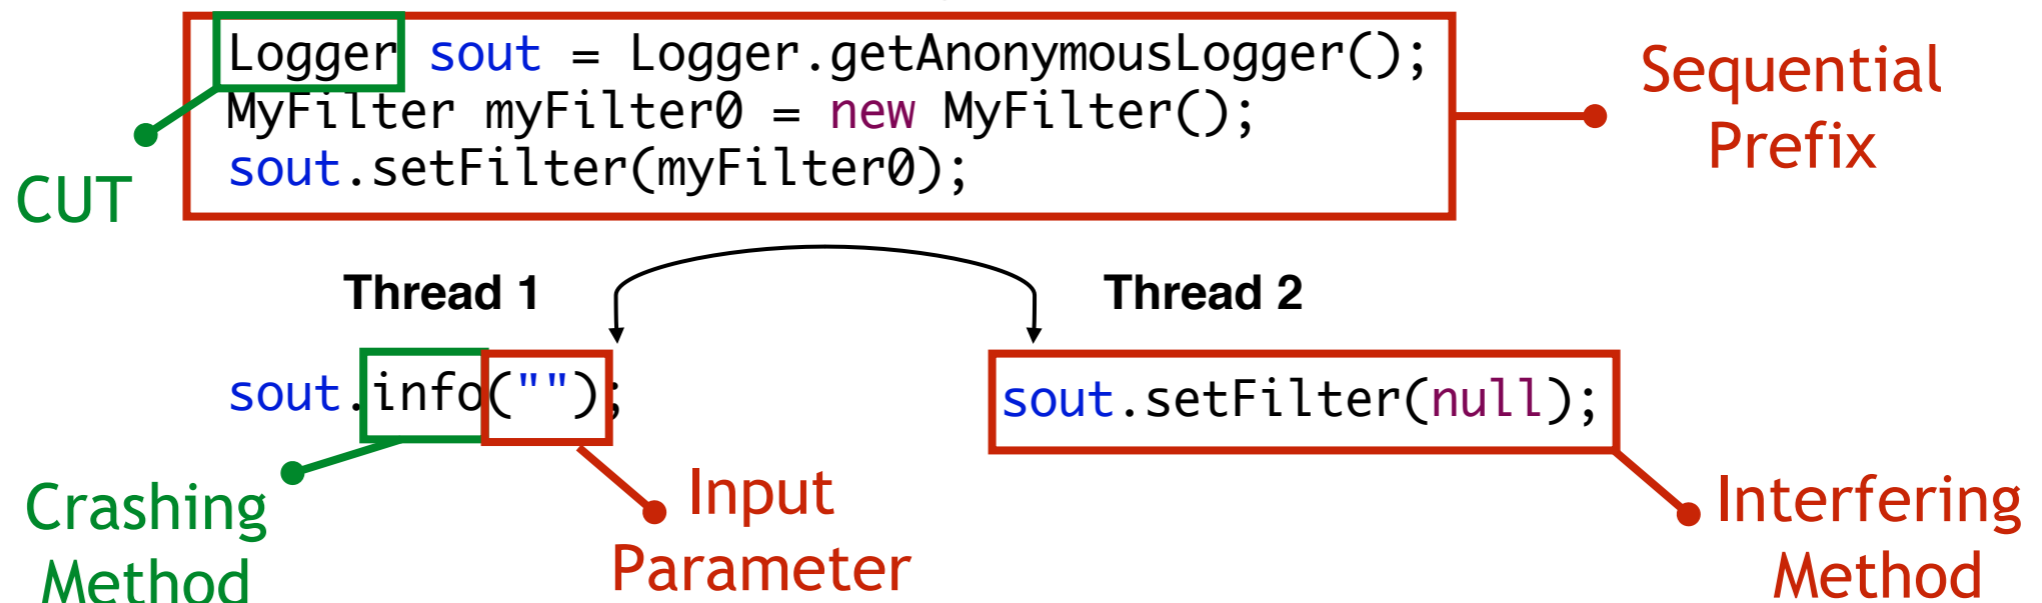 Logger sout = Logger.getAnonymousLogger();
MyFilter myFilter0 = new MyFilter();
sout.setFilter(myFilter0);
Sequential
Prefix
CUT
Thread 1
Thread 2
sout.info("");
sout.setFilter(null);
Crashing
Method
Input
Parameter
Interfering
Method